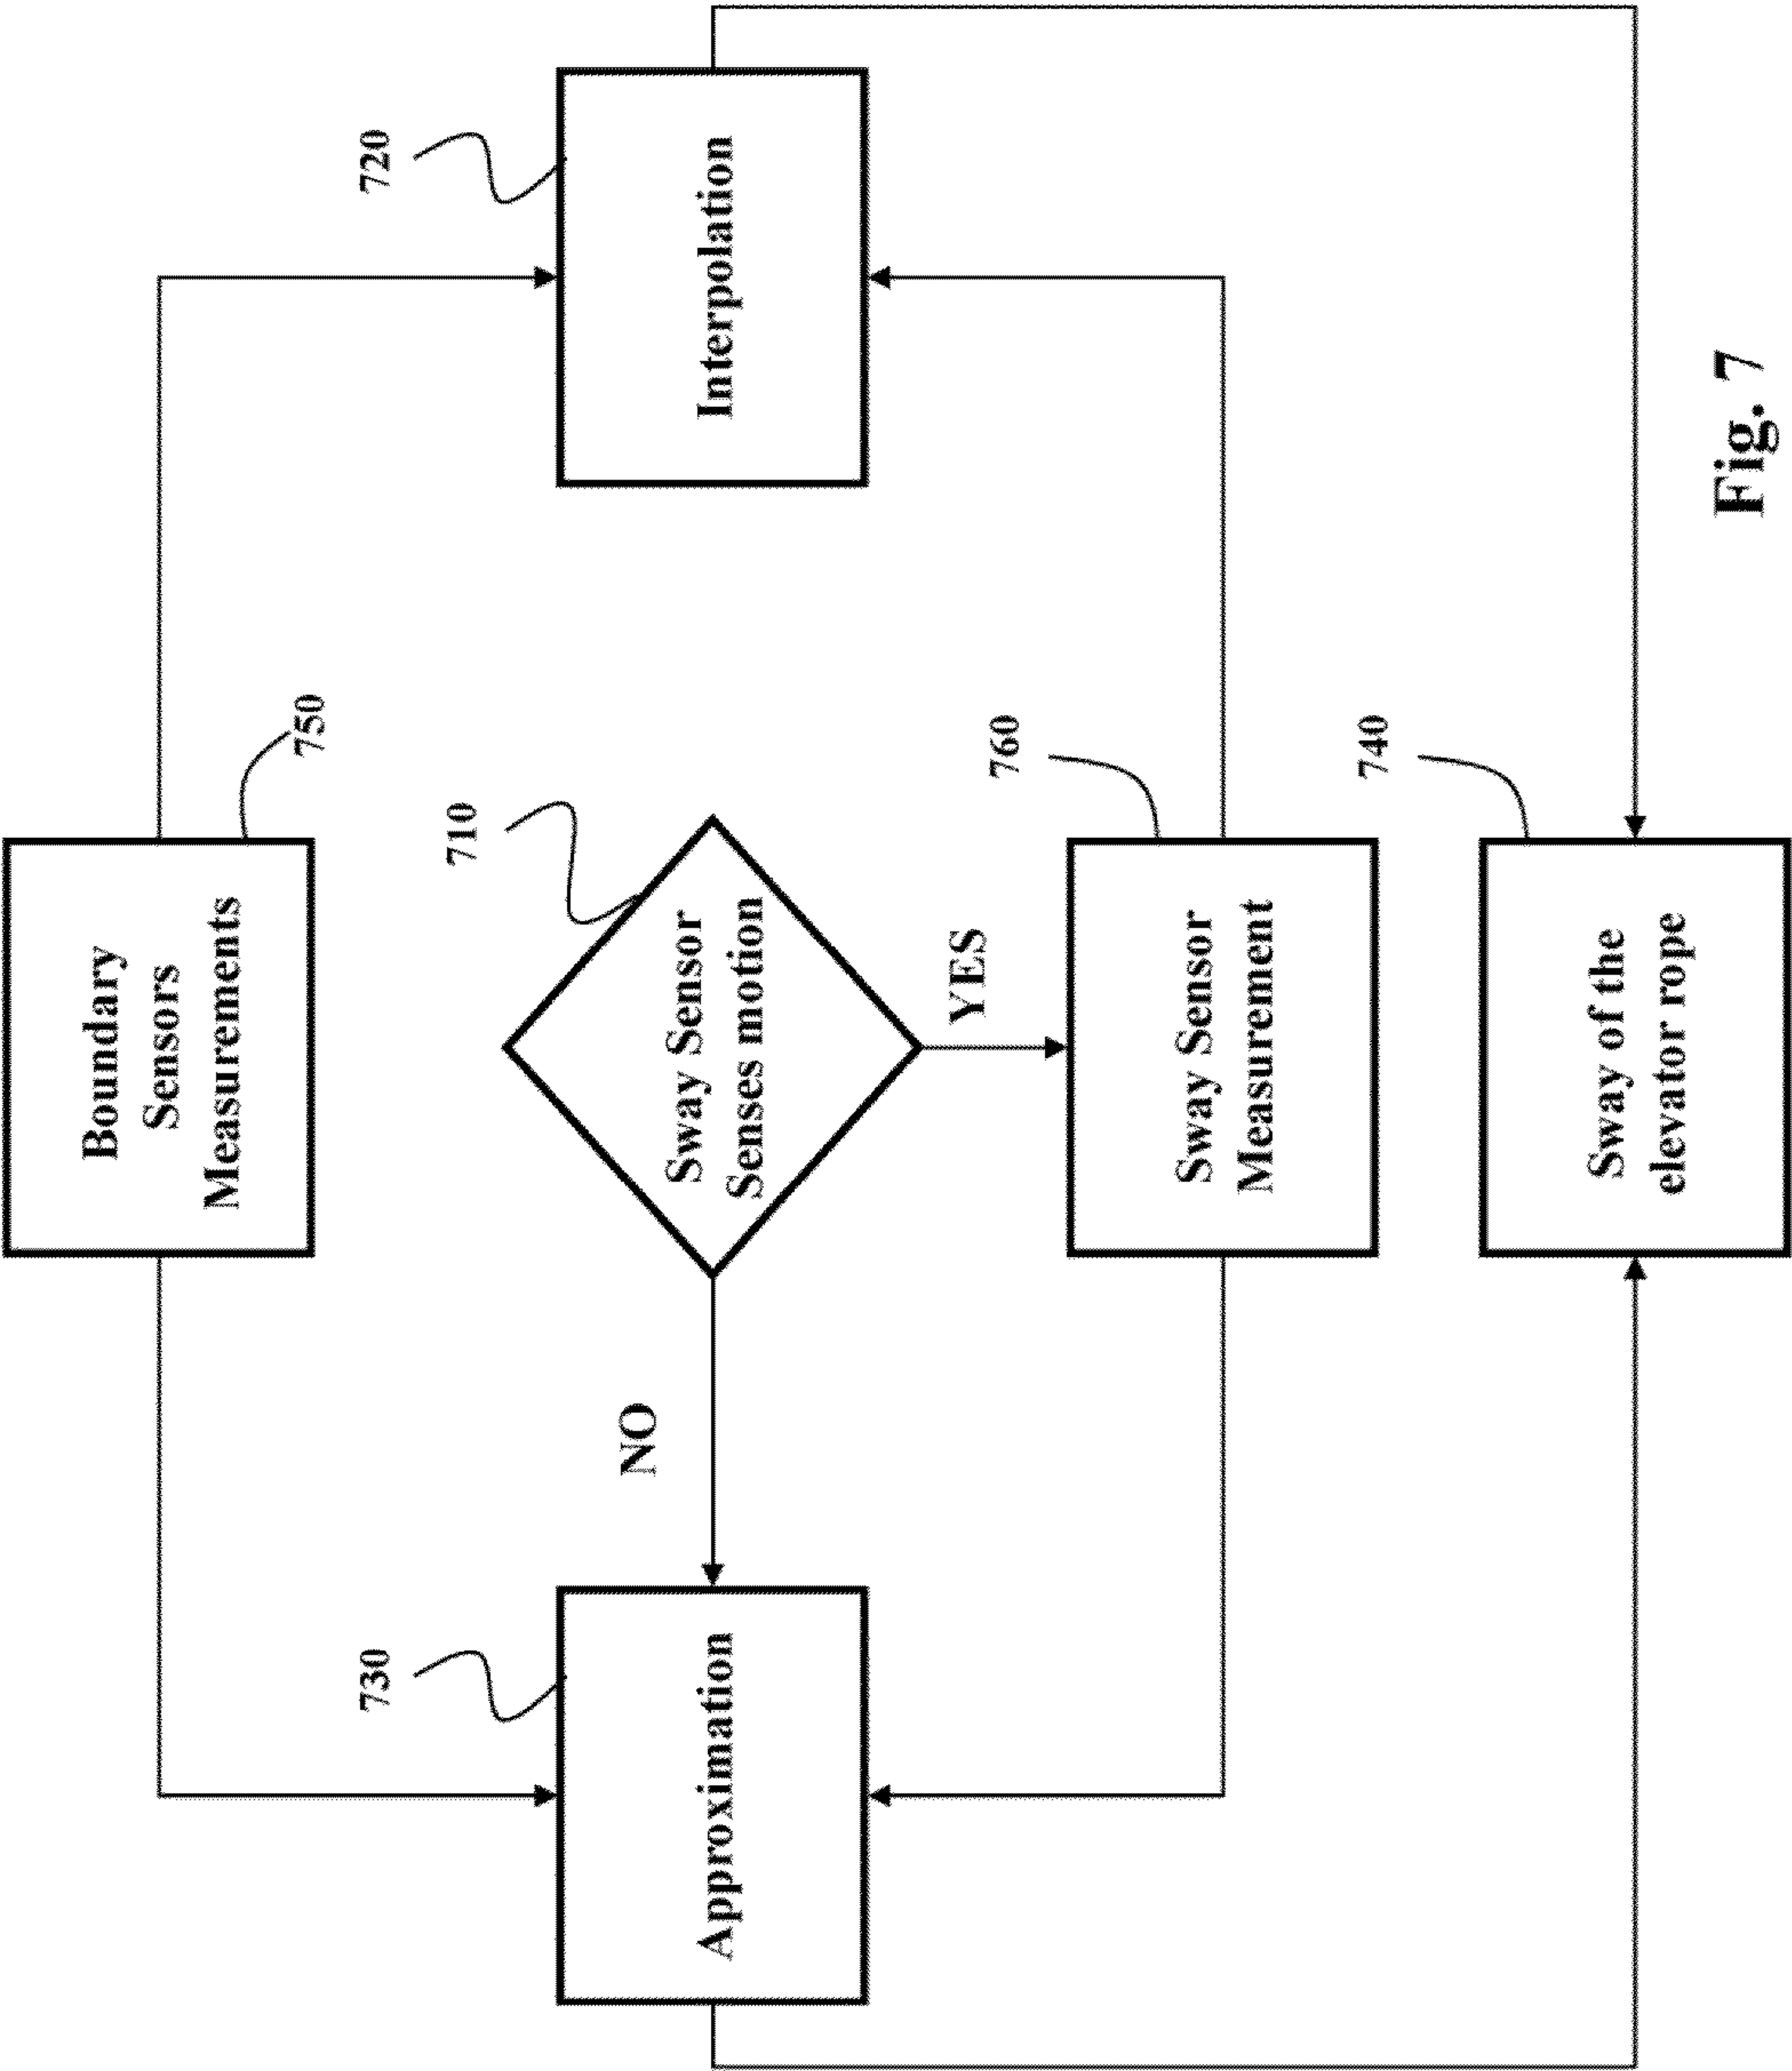 Boundary
Sensors
Measurements
750
730
720
710
Approximation
NO
Sway Sensor
Senses motion
Interpolation
YES
760
Sway Sensor
Measurement
740
Sway of the
elevator rope
Fig. 7